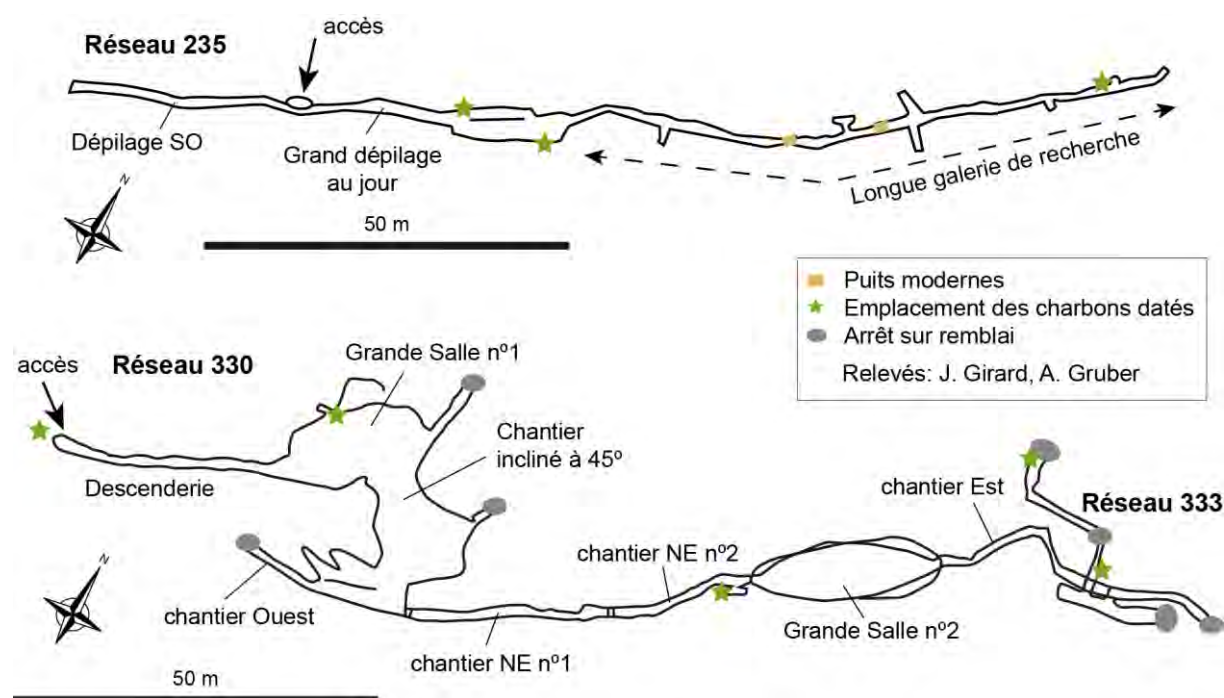 Réseau 235
accès
Dépilage SO
Grand dépilage
au jour
Longue galerie de recherche
N
50 m
Puits modernes
Emplacement des charbons datés
Arrêt sur remblai
Relevés: J. Girard, A. Gruber
Réseau 330
accès
Grande Salle nº1
Chantier
incliné à 45º
Descenderie
chantier Est
Réseau 333
chantier NE nº2
N
chantier Ouest
Grande Salle nº2
chantier NE nº1
50 m